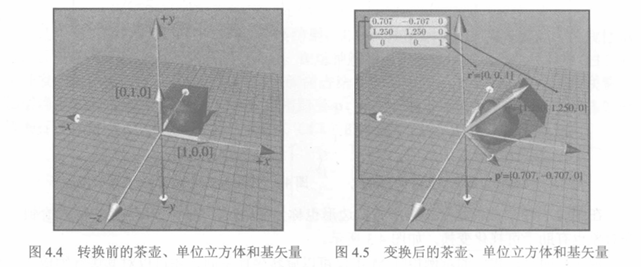 +y
[0,1,0]
-x
[1,0,0]
+x
-z
-y
图 4.4 转换前的茶壶、单位立方体和基矢量
0.707 -0.707 0
1.250 1.250 0
0 0 1
r'=[0, 0, 1]
1.250, 0]
p'=[0.707, -0.707, 0]
图 4.5 变换后的茶壶、单位立方体和基矢量